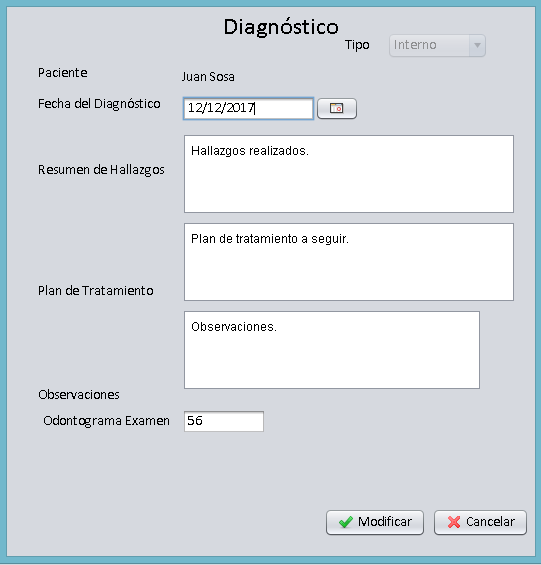 Diagnóstico
Tipo Interno
Paciente Juan Sosa
Fecha del Diagnóstico 12/12/2017
Resumen de Hallazgos Hallazgos realizados.
Plan de Tratamiento Plan de tratamiento a seguir.
Observaciones Observaciones.
Odontograma Examen 56
Modificar Cancelar